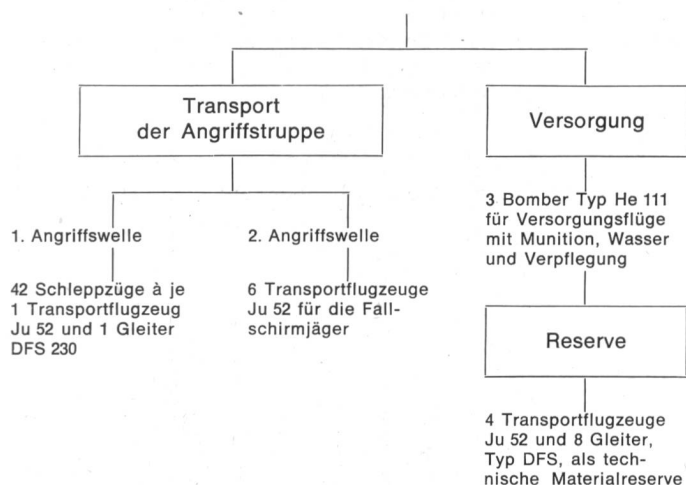 Transport
der Angriffstruppe
Versorgung
1. Angriffswelle
42 Schleppzüge à je
1 Transportflugzeug
Ju 52 und 1 Gleiter
DFS 230
2. Angriffswelle
6 Transportflugzeuge
Ju 52 für die Fall-
schirmjäger
3 Bomber Typ He 111
für Versorgungsflüge
mit Munition, Wasser
und Verpflegung
Reserve
4 Transportflugzeuge
Ju 52 und 8 Gleiter,
Typ DFS, als tech-
nische Materialreserve